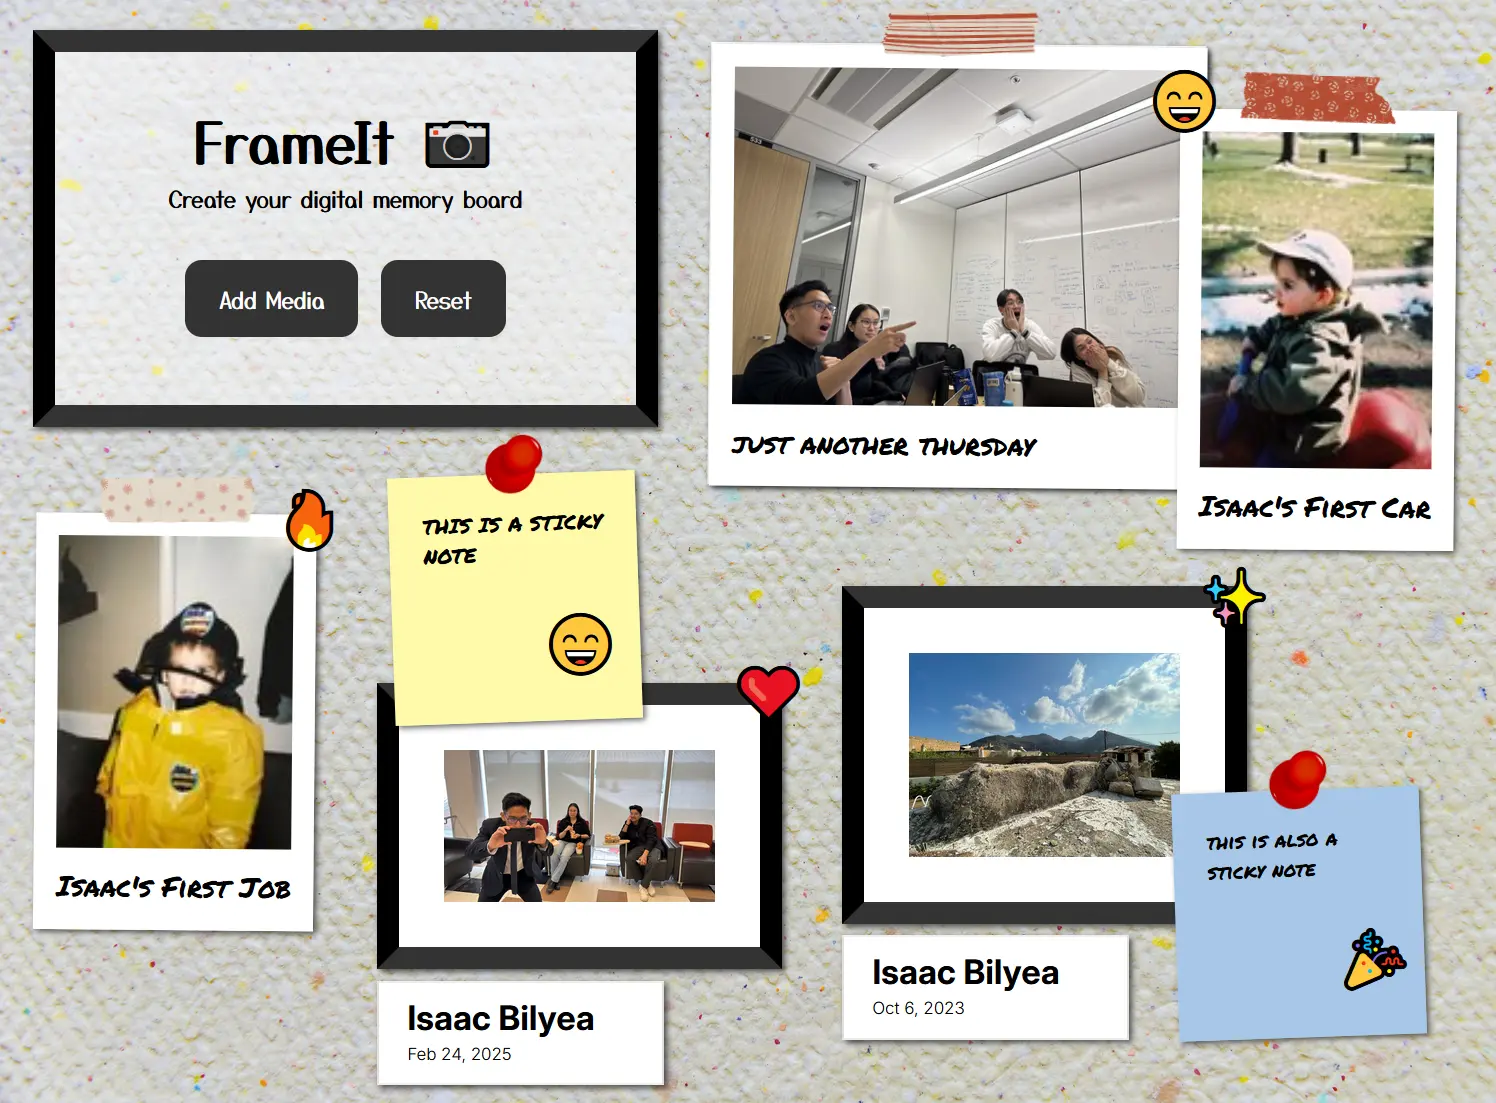 FrameIt
Create your digital memory board
Add Media
Reset
JUST ANOTHER THURSDAY
ISAAC'S FIRST CAR
THIS IS A STICKY
NOTE
ISAAC'S FIRST JOB
Isaac Bilyea
Feb 24, 2025
Isaac Bilyea
Oct 6, 2023
THIS IS ALSO A
STICKY NOTE